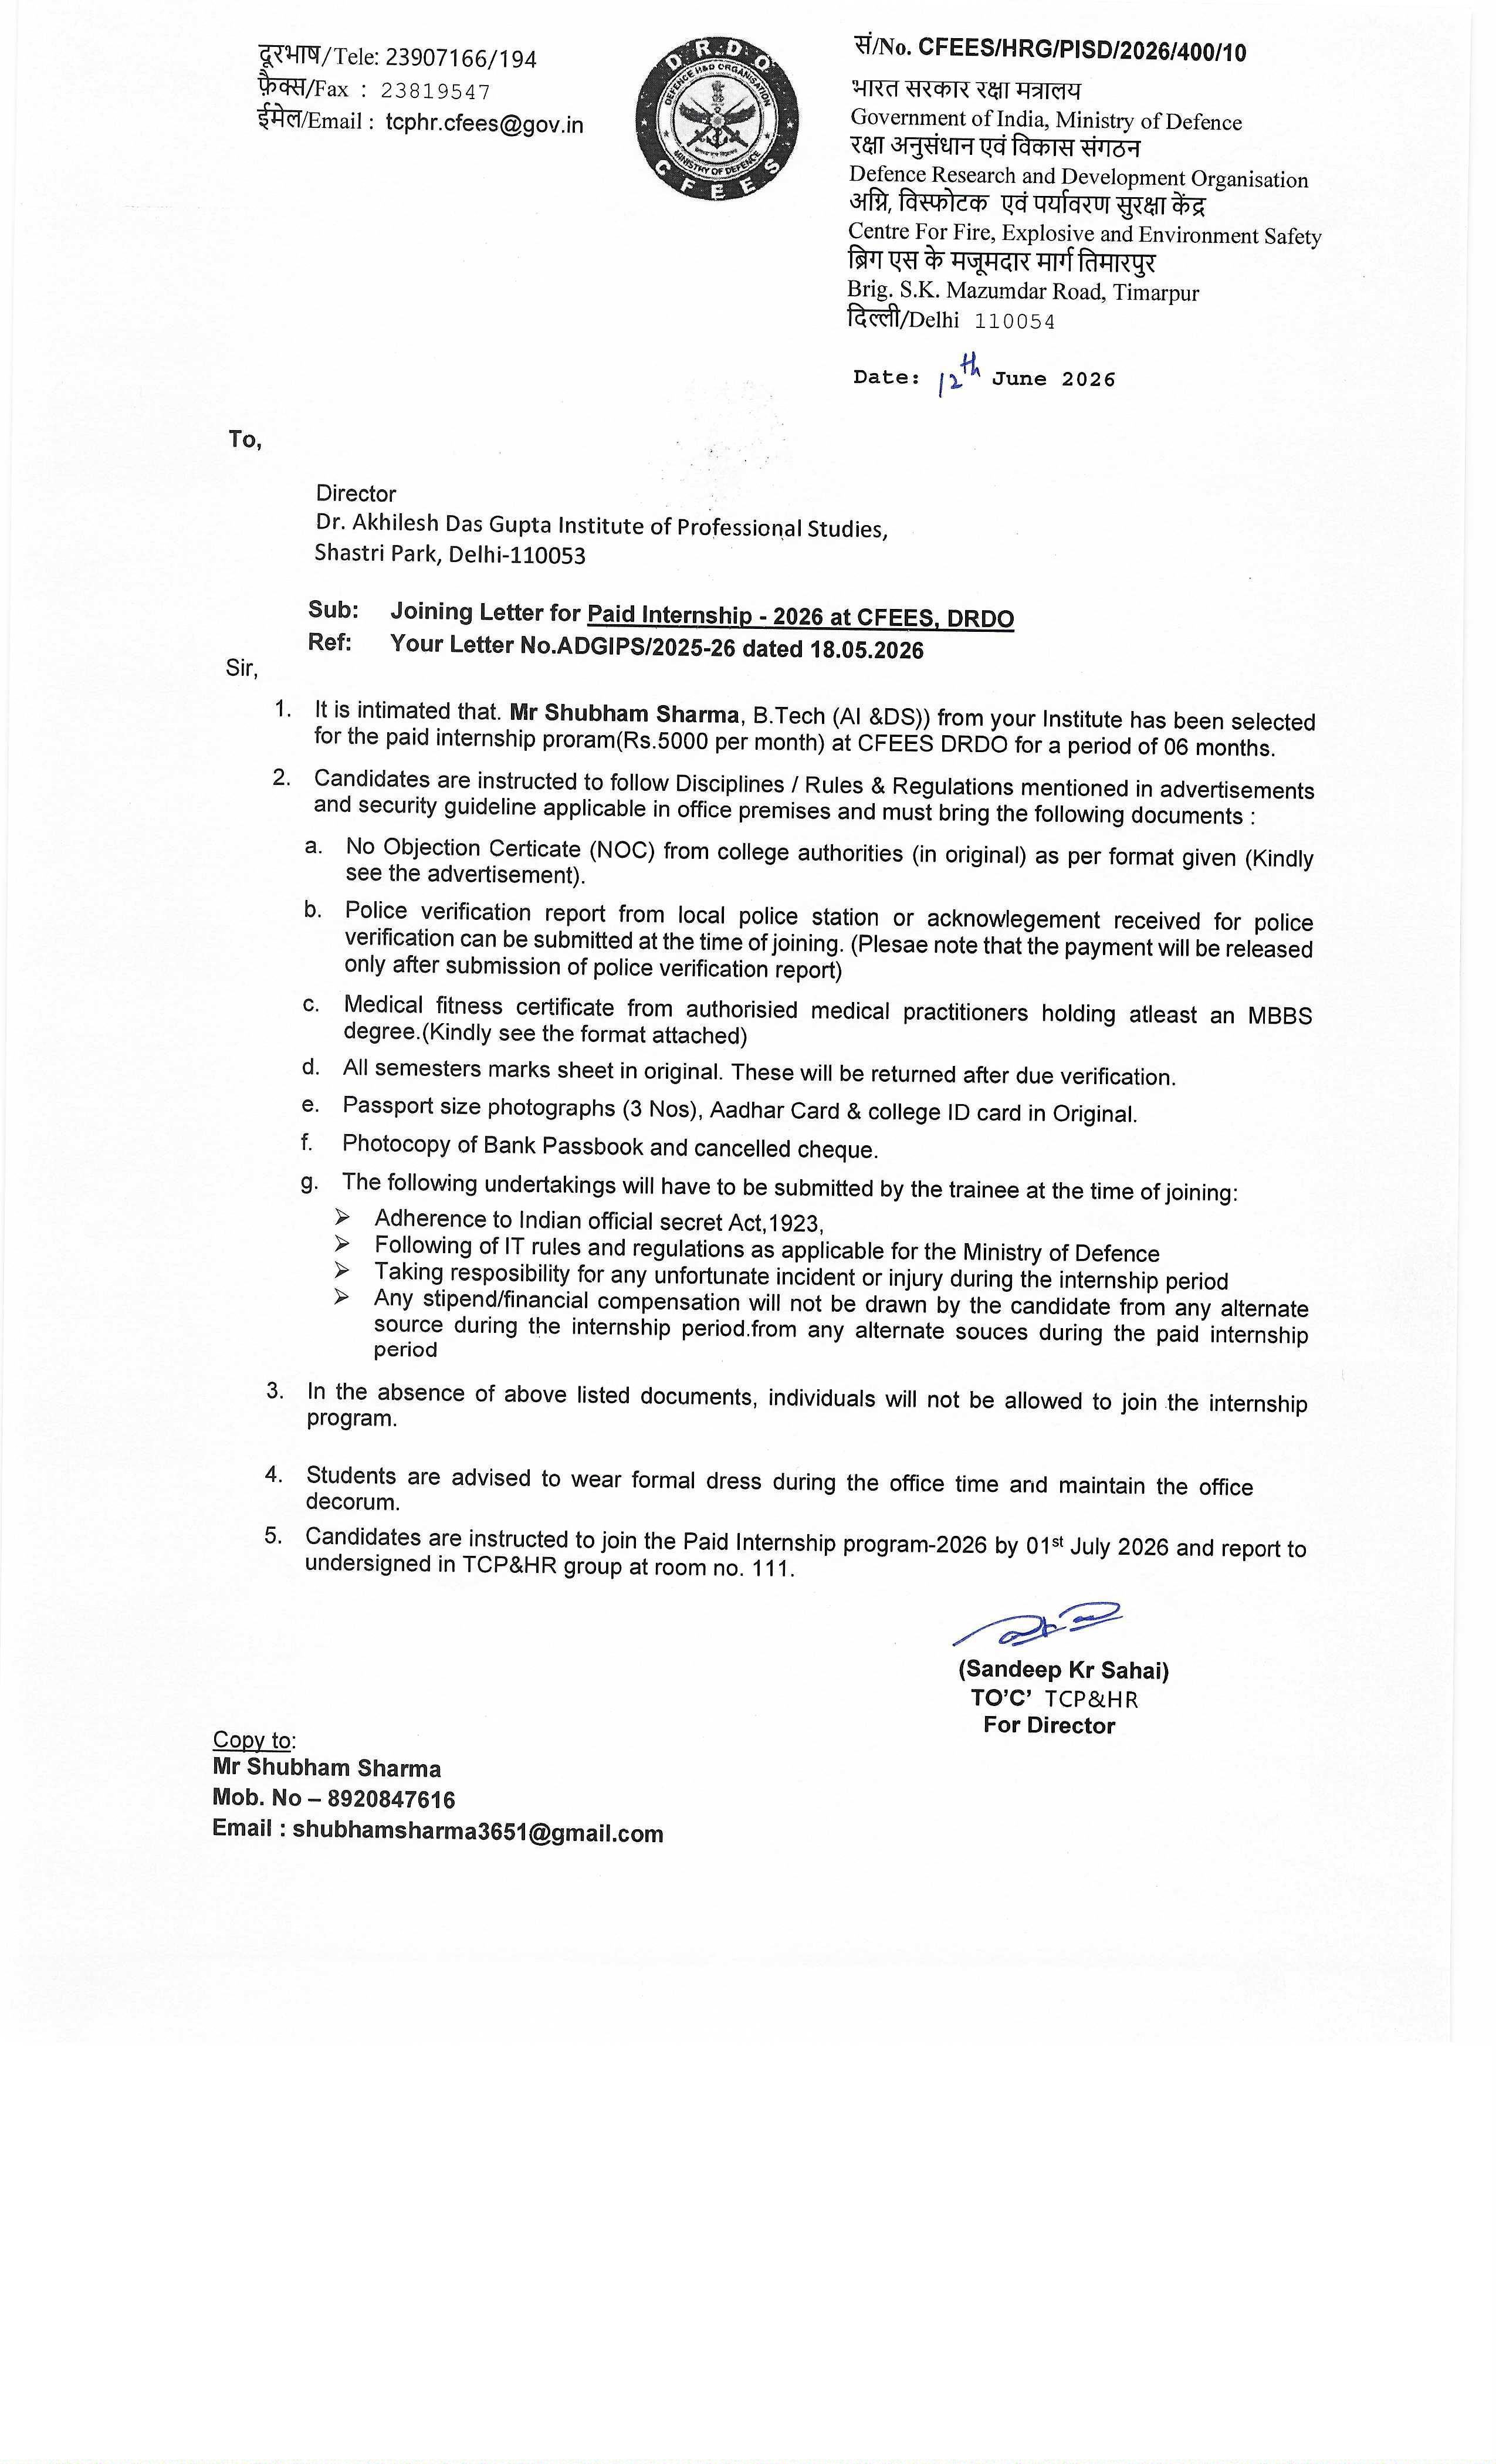 दूरभाष/Tele: 23907166/194
फ़ैक्स/Fax : 23819547
ईमेल/Email : tcphr.cfees@gov.in
D.R.D.O
DEFENCE R&D ORGANISATION
MINISTRY OF DEFENCE
C F E E S
सं/No. CFEES/HRG/PISD/2026/400/10
भारत सरकार रक्षा मंत्रालय
Government of India, Ministry of Defence
रक्षा अनुसंधान एवं विकास संगठन
Defence Research and Development Organisation
अग्नि, विस्फोटक एवं पर्यावरण सुरक्षा केंद्र
Centre For Fire, Explosive and Environment Safety
ब्रिग एस के मजूमदार मार्ग तिमारपुर
Brig. S.K. Mazumdar Road, Timarpur
दिल्ली/Delhi 110054
Date: 12th June 2026
To,
Director
Dr. Akhilesh Das Gupta Institute of Professional Studies,
Shastri Park, Delhi-110053
Sub: Joining Letter for Paid Internship - 2026 at CFEES, DRDO
Ref: Your Letter No.ADGIPS/2025-26 dated 18.05.2026
Sir,
1. It is intimated that. Mr Shubham Sharma, B.Tech (AI &DS)) from your Institute has been selected
for the paid internship proram(Rs.5000 per month) at CFEES DRDO for a period of 06 months.
2. Candidates are instructed to follow Disciplines / Rules & Regulations mentioned in advertisements
and security guideline applicable in office premises and must bring the following documents :
a. No Objection Certicate (NOC) from college authorities (in original) as per format given (Kindly
see the advertisement).
b. Police verification report from local police station or acknowlegement received for police
verification can be submitted at the time of joining. (Plesae note that the payment will be released
only after submission of police verification report)
c. Medical fitness certificate from authorisied medical practitioners holding atleast an MBBS
degree.(Kindly see the format attached)
d. All semesters marks sheet in original. These will be returned after due verification.
e. Passport size photographs (3 Nos), Aadhar Card & college ID card in Original.
f. Photocopy of Bank Passbook and cancelled cheque.
g. The following undertakings will have to be submitted by the trainee at the time of joining:
➢ Adherence to Indian official secret Act,1923,
➢ Following of IT rules and regulations as applicable for the Ministry of Defence
➢ Taking resposibility for any unfortunate incident or injury during the internship period
➢ Any stipend/financial compensation will not be drawn by the candidate from any alternate
source during the internship period.from any alternate souces during the paid internship
period
3. In the absence of above listed documents, individuals will not be allowed to join the internship
program.
4. Students are advised to wear formal dress during the office time and maintain the office
decorum.
5. Candidates are instructed to join the Paid Internship program-2026 by 01st July 2026 and report to
undersigned in TCP&HR group at room no. 111.
(Sandeep Kr Sahai)
TO'C' TCP&HR
For Director
Copy to:
Mr Shubham Sharma
Mob. No – 8920847616
Email : shubhamsharma3651@gmail.com